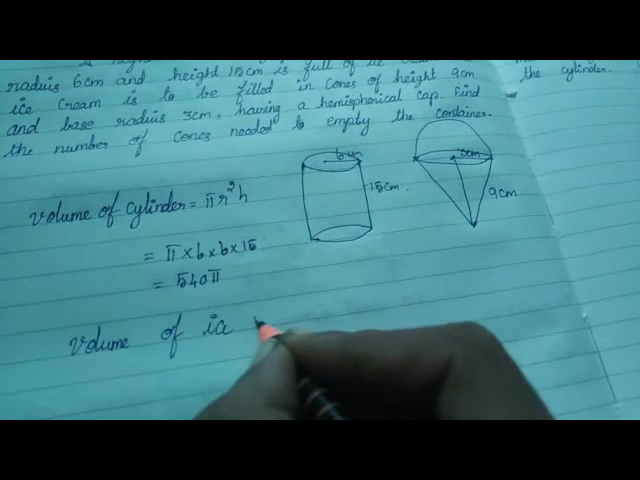 radius 6cm and height 15cm is full of ice
ice cream is to be filled in cones of height 9cm
the cylinder.
and base radius 3cm, having a hemispherical cap. Find
the number of cones needed to empty the container.
6cm
3cm
15cm.
9cm
Volume of cylinder = πr²h
= π×6×6×15
= 540π
Volume of ic